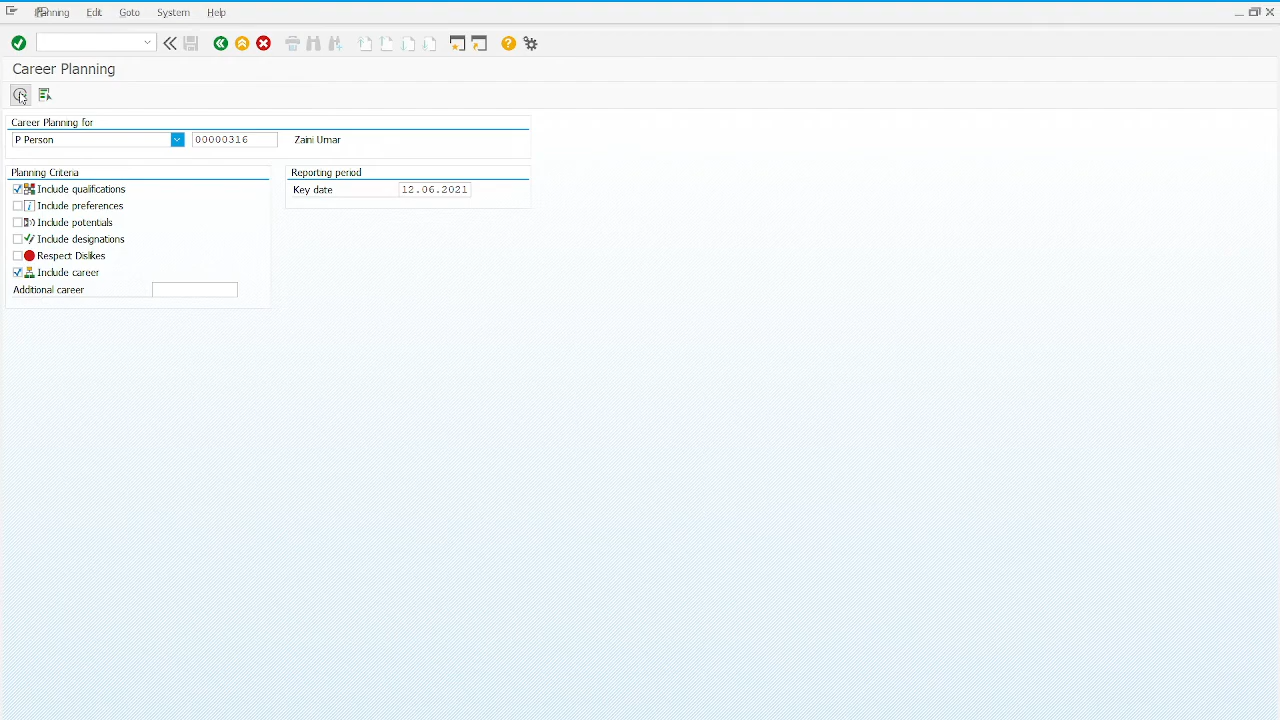 Planning Edit Goto System Help
Career Planning
Career Planning for
P Person 00000316 Zaini Umar
Planning Criteria
Include qualifications
Include preferences
Include potentials
Include designations
Respect Dislikes
Include career
Additional career
Reporting period
Key date 12.06.2021